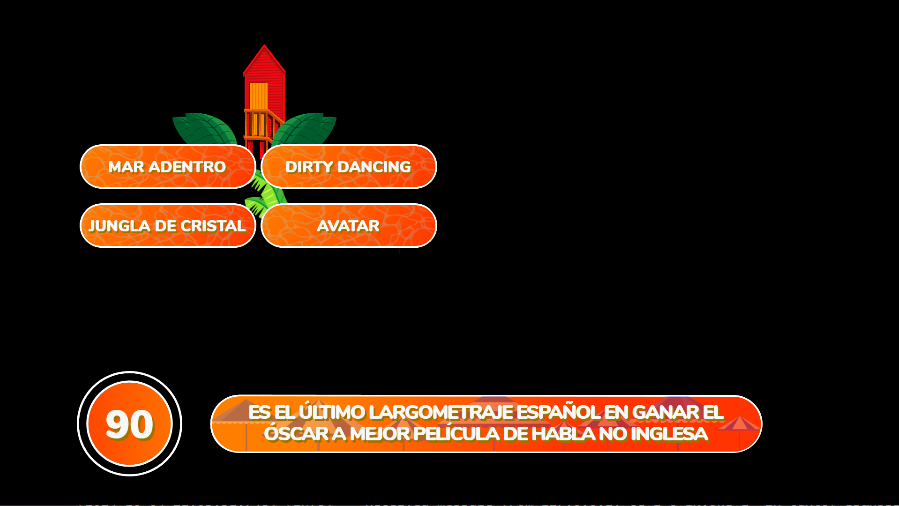 MAR ADENTRO
DIRTY DANCING
JUNGLA DE CRISTAL
AVATAR
90
ES EL ÚLTIMO LARGOMETRAJE ESPAÑOL EN GANAR EL
ÓSCAR A MEJOR PELÍCULA DE HABLA NO INGLESA